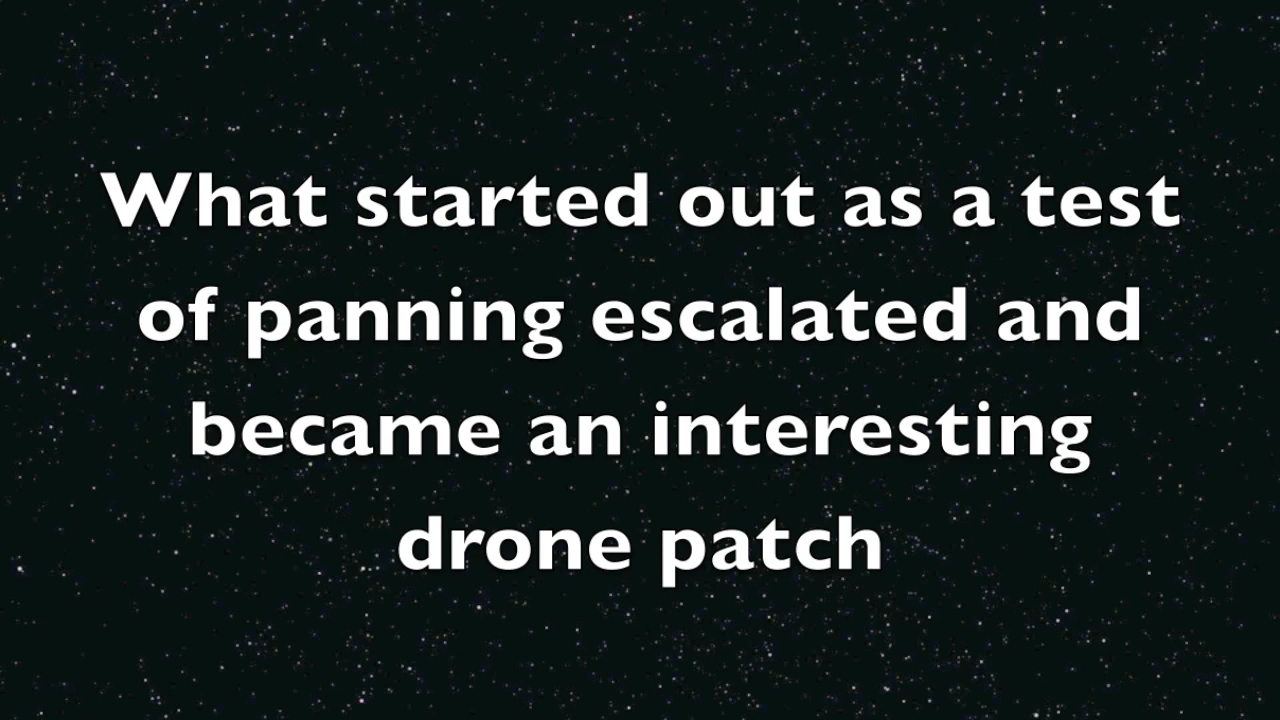 What started out as a test
of panning escalated and
became an interesting
drone patch